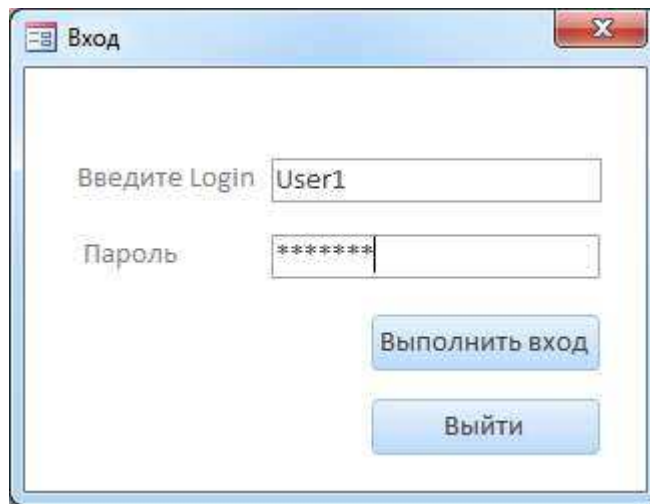 Вход
Введите Login User1
Пароль *******
Выполнить вход
Выйти